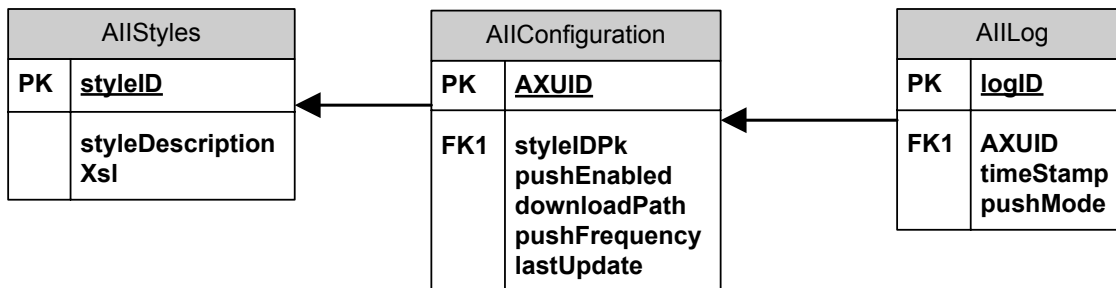 AIIStyles
PK styleID
styleDescription
Xsl
AIIConfiguration
PK AXUID
FK1 styleIDPk
pushEnabled
downloadPath
pushFrequency
lastUpdate
AIILog
PK logID
FK1 AXUID
timeStamp
pushMode